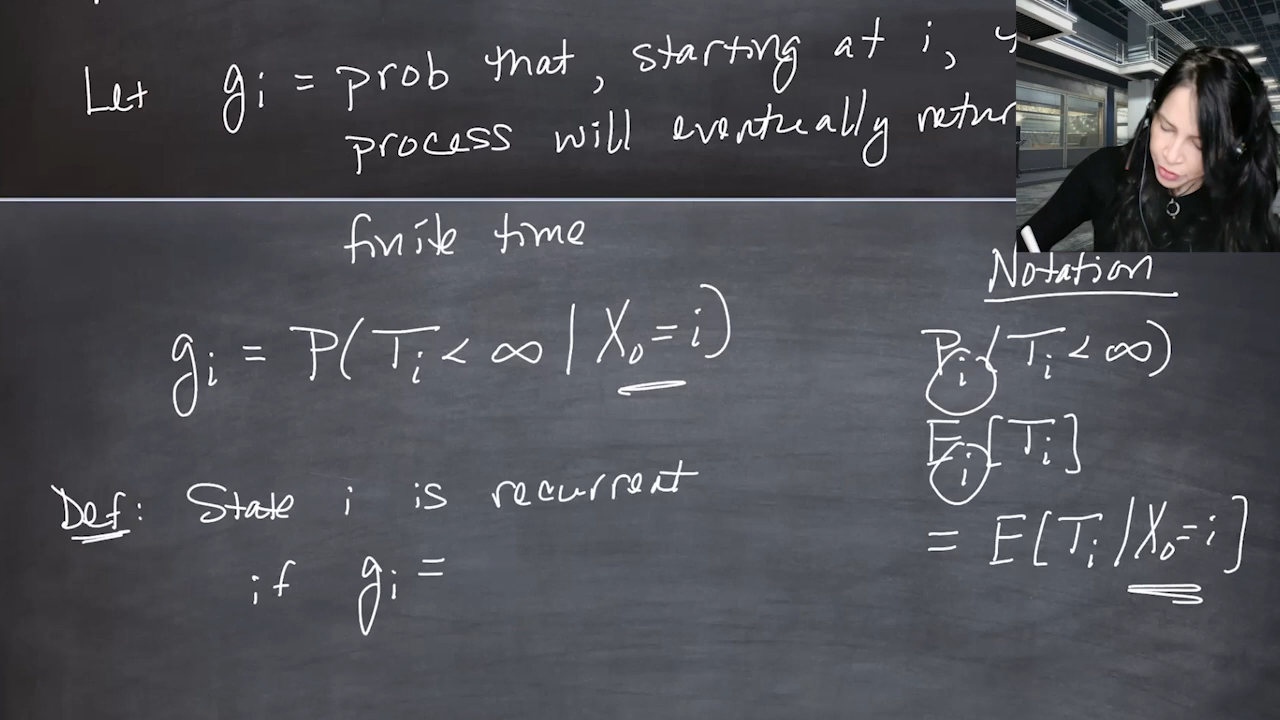 Let gᵢ = prob that, starting at i,
process will eventually retur
finite time
gᵢ = P(Tᵢ < ∞ | X₀ = i)
Def: State i is recurrent
if gᵢ =
Notation
Pᵢ(Tᵢ < ∞)
Eᵢ[Tᵢ]
= E[Tᵢ | X₀ = i]